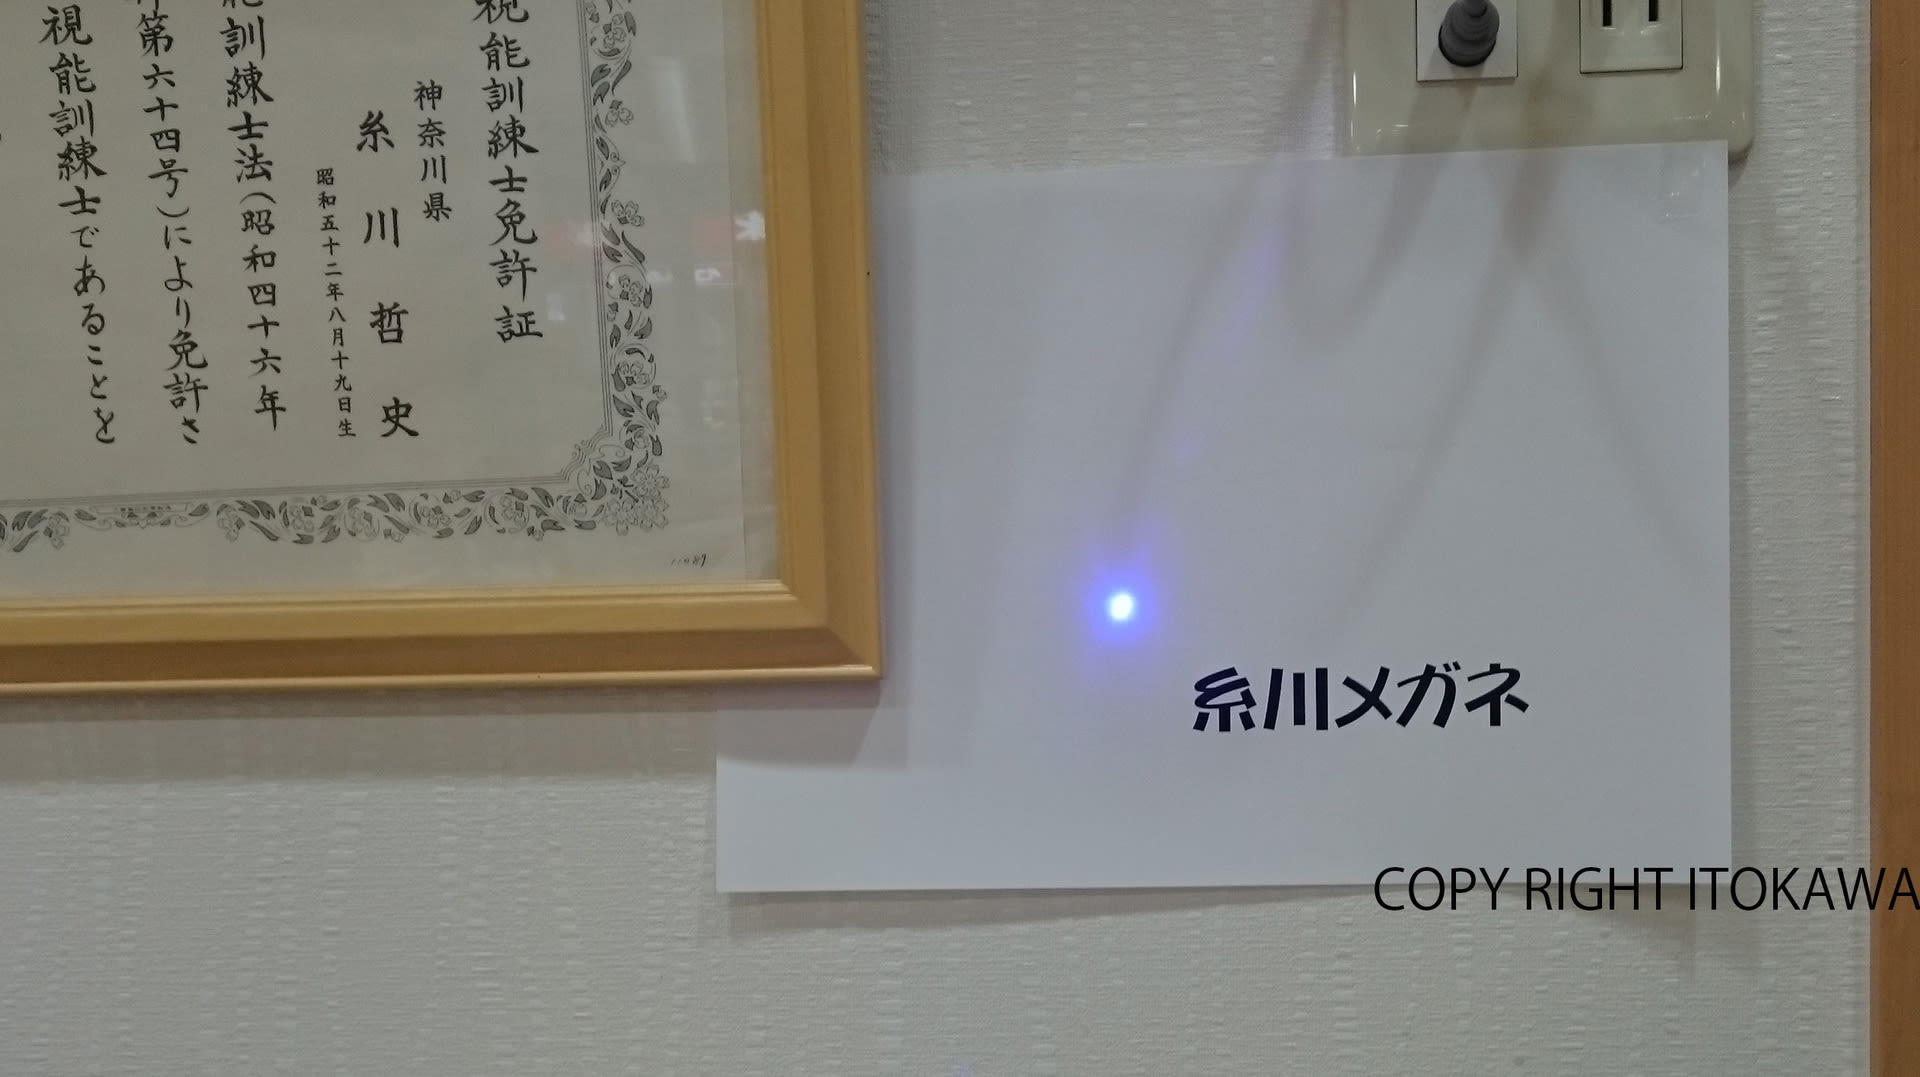 視能訓練士免許証
神奈川県
糸川哲史
昭和五十二年八月十九日生
能訓練士法(昭和四十六年
第六十四号)により免許さ
視能訓練士であることを
糸川メガネ
COPY RIGHT ITOKAWA